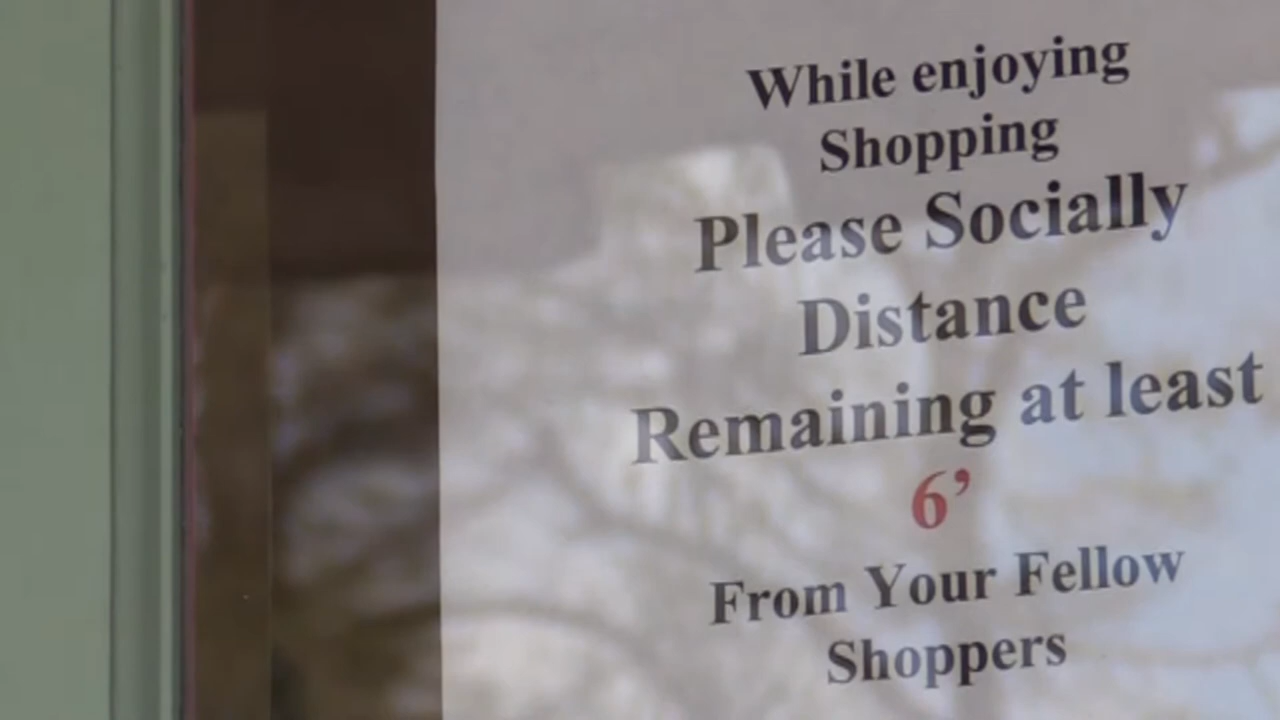 While enjoying
Shopping
Please Socially
Distance
Remaining at least
6’
From Your Fellow
Shoppers